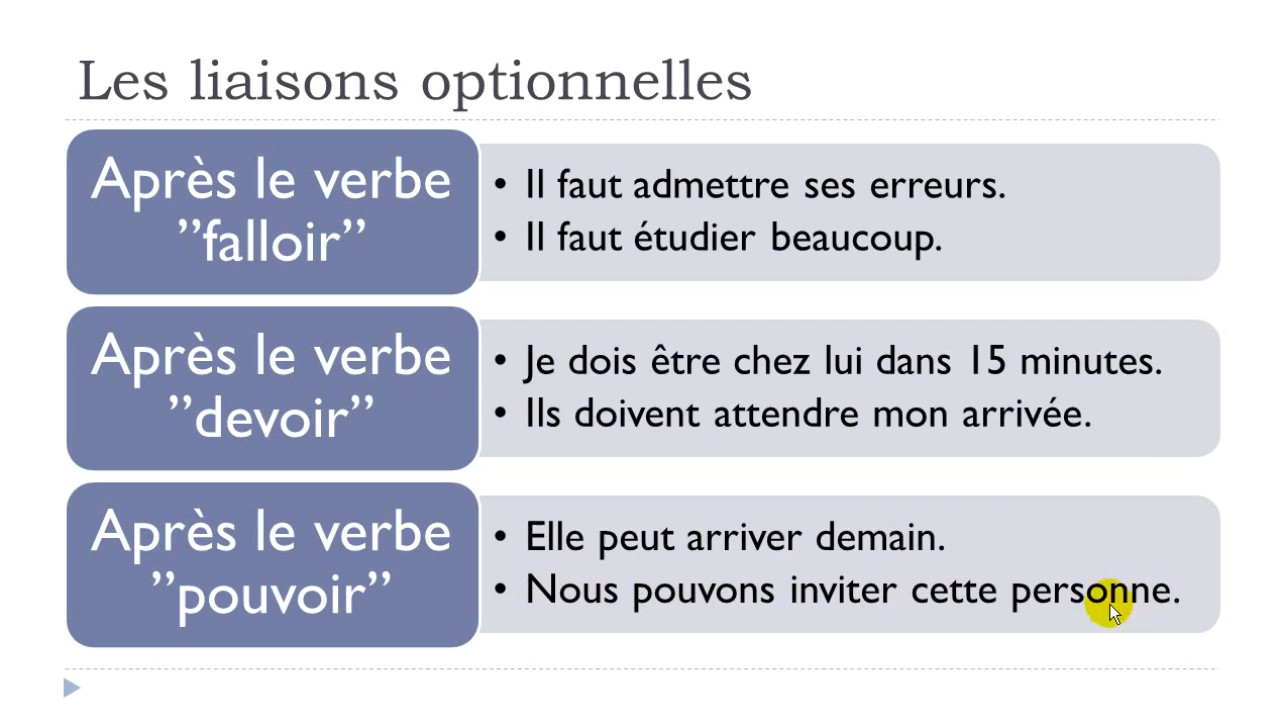 Les liaisons optionnelles
Après le verbe
”falloir”
• Il faut admettre ses erreurs.
• Il faut étudier beaucoup.
Après le verbe
”devoir”
• Je dois être chez lui dans 15 minutes.
• Ils doivent attendre mon arrivée.
Après le verbe
”pouvoir”
• Elle peut arriver demain.
• Nous pouvons inviter cette personne.